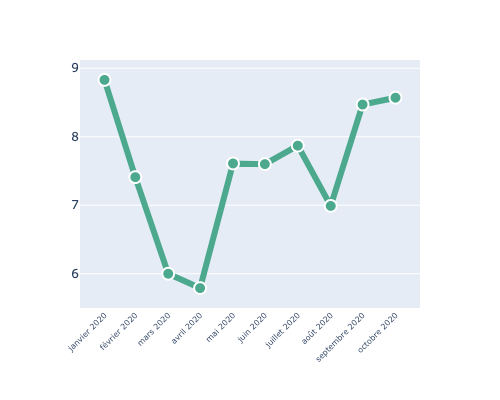 9
8
7
6
janvier 2020
février 2020
mars 2020
avril 2020
mai 2020
juin 2020
juillet 2020
août 2020
septembre 2020
octobre 2020